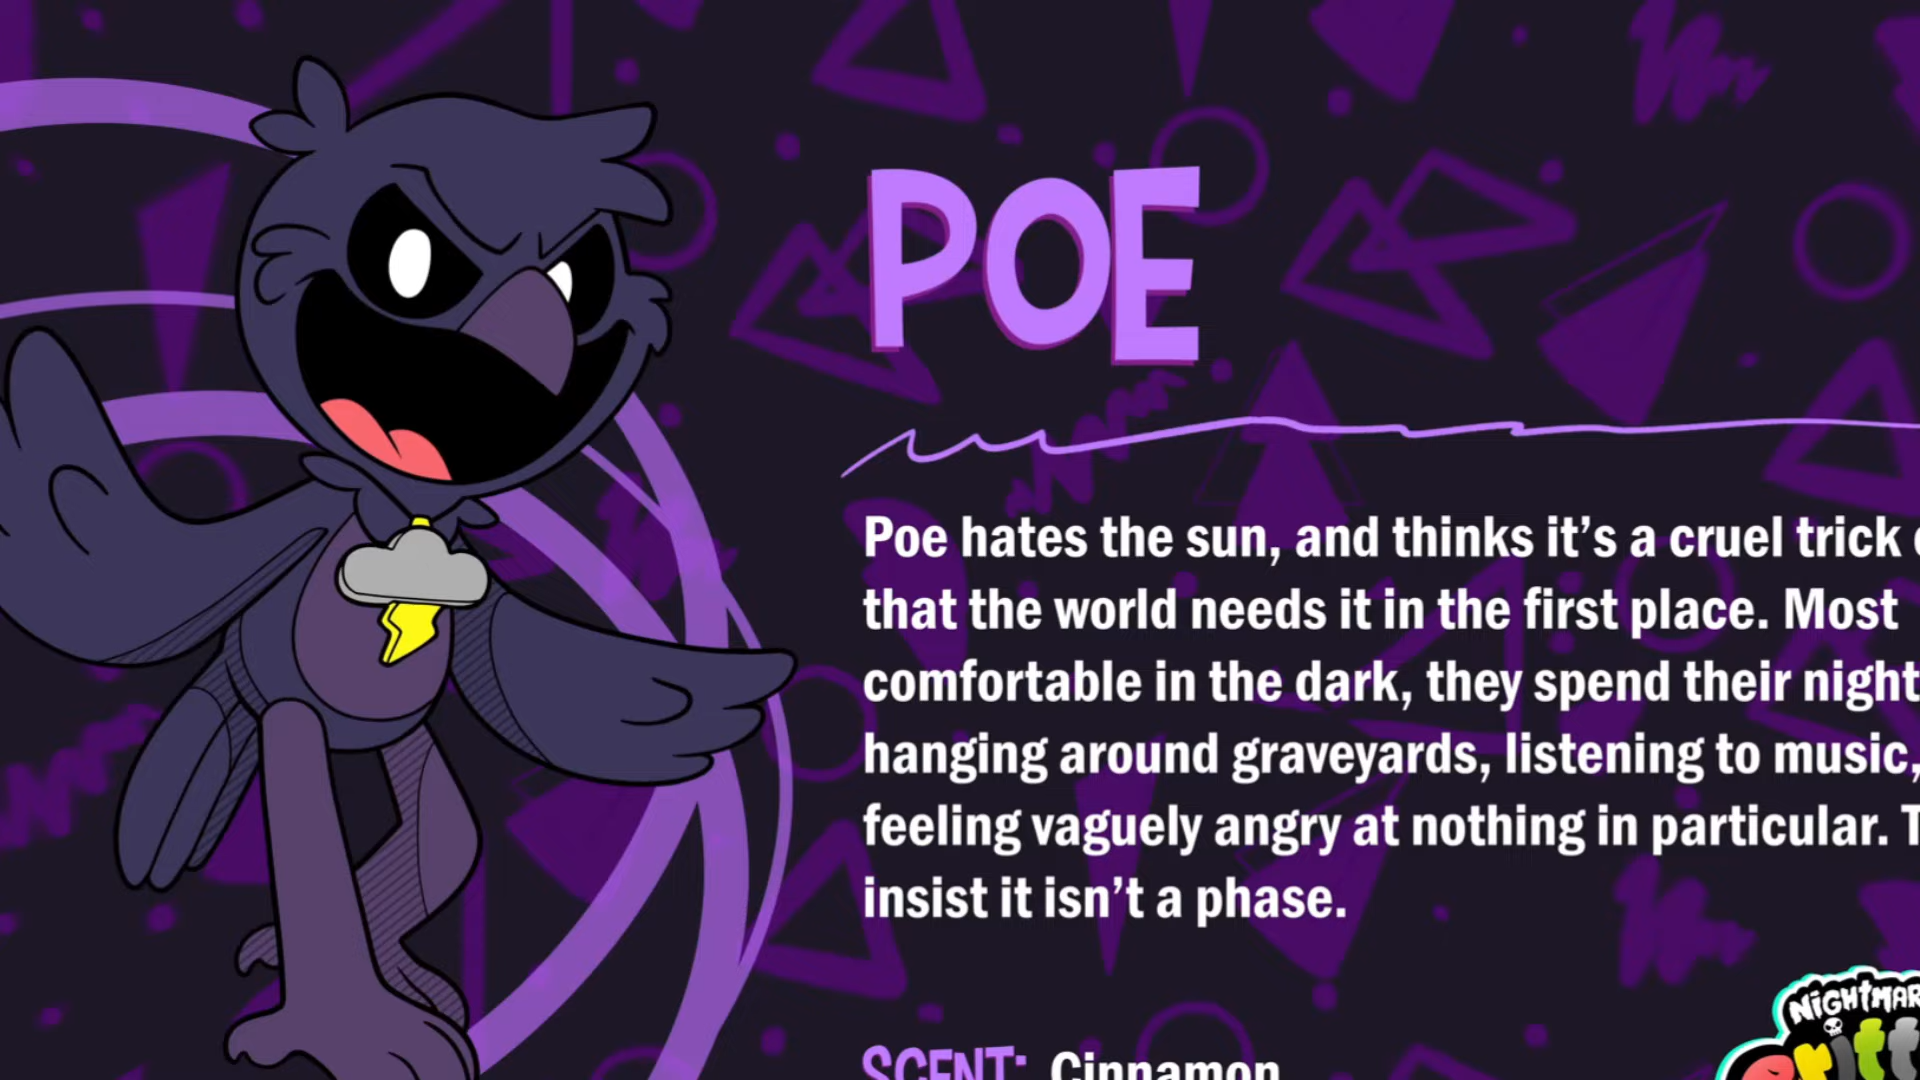 POE
Poe hates the sun, and thinks it’s a cruel trick
that the world needs it in the first place. Most
comfortable in the dark, they spend their night
hanging around graveyards, listening to music,
feeling vaguely angry at nothing in particular. T
insist it isn’t a phase.
SCENT: Cinnamon
NIGHTMAR
ritt